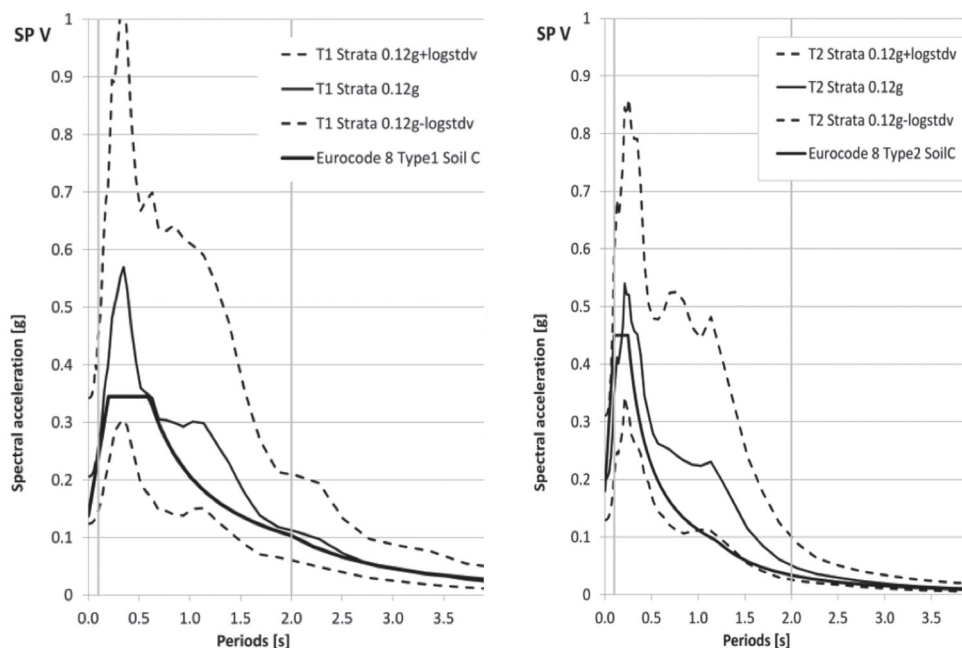 SP V
T1 Strata 0.12g+logstdv
T1 Strata 0.12g
T1 Strata 0.12g-logstdv
Eurocode 8 Type1 Soil C
Spectral acceleration [g]
1
0.9
0.8
0.7
0.6
0.5
0.4
0.3
0.2
0.1
0
0.0 0.5 1.0 1.5 2.0 2.5 3.0 3.5
Periods [s]
SP V
T2 Strata 0.12g+logstdv
T2 Strata 0.12g
T2 Strata 0.12g-logstdv
Eurocode 8 Type2 SoilC
Spectral acceleration [g]
1
0.9
0.8
0.7
0.6
0.5
0.4
0.3
0.2
0.1
0
0.0 0.5 1.0 1.5 2.0 2.5 3.0 3.5
Periods [s]